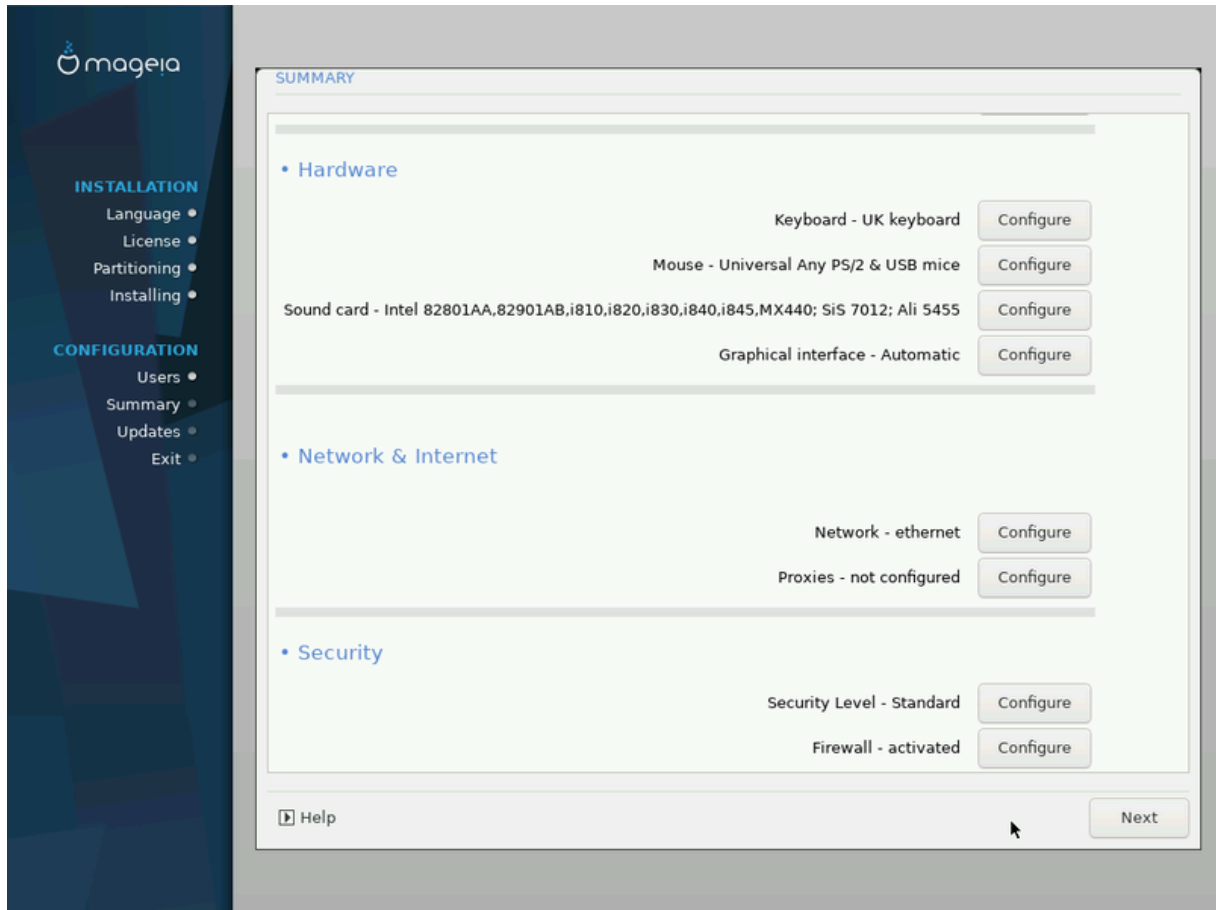 mageia
INSTALLATION
Language
License
Partitioning
Installing
CONFIGURATION
Users
Summary
Updates
Exit
SUMMARY
• Hardware
Keyboard - UK keyboard Configure
Mouse - Universal Any PS/2 & USB mice Configure
Sound card - Intel 82801AA,82901AB,i810,i820,i830,i840,i845,MX440; SiS 7012; Ali 5455 Configure
Graphical interface - Automatic Configure
• Network & Internet
Network - ethernet Configure
Proxies - not configured Configure
• Security
Security Level - Standard Configure
Firewall - activated Configure
Help
Next